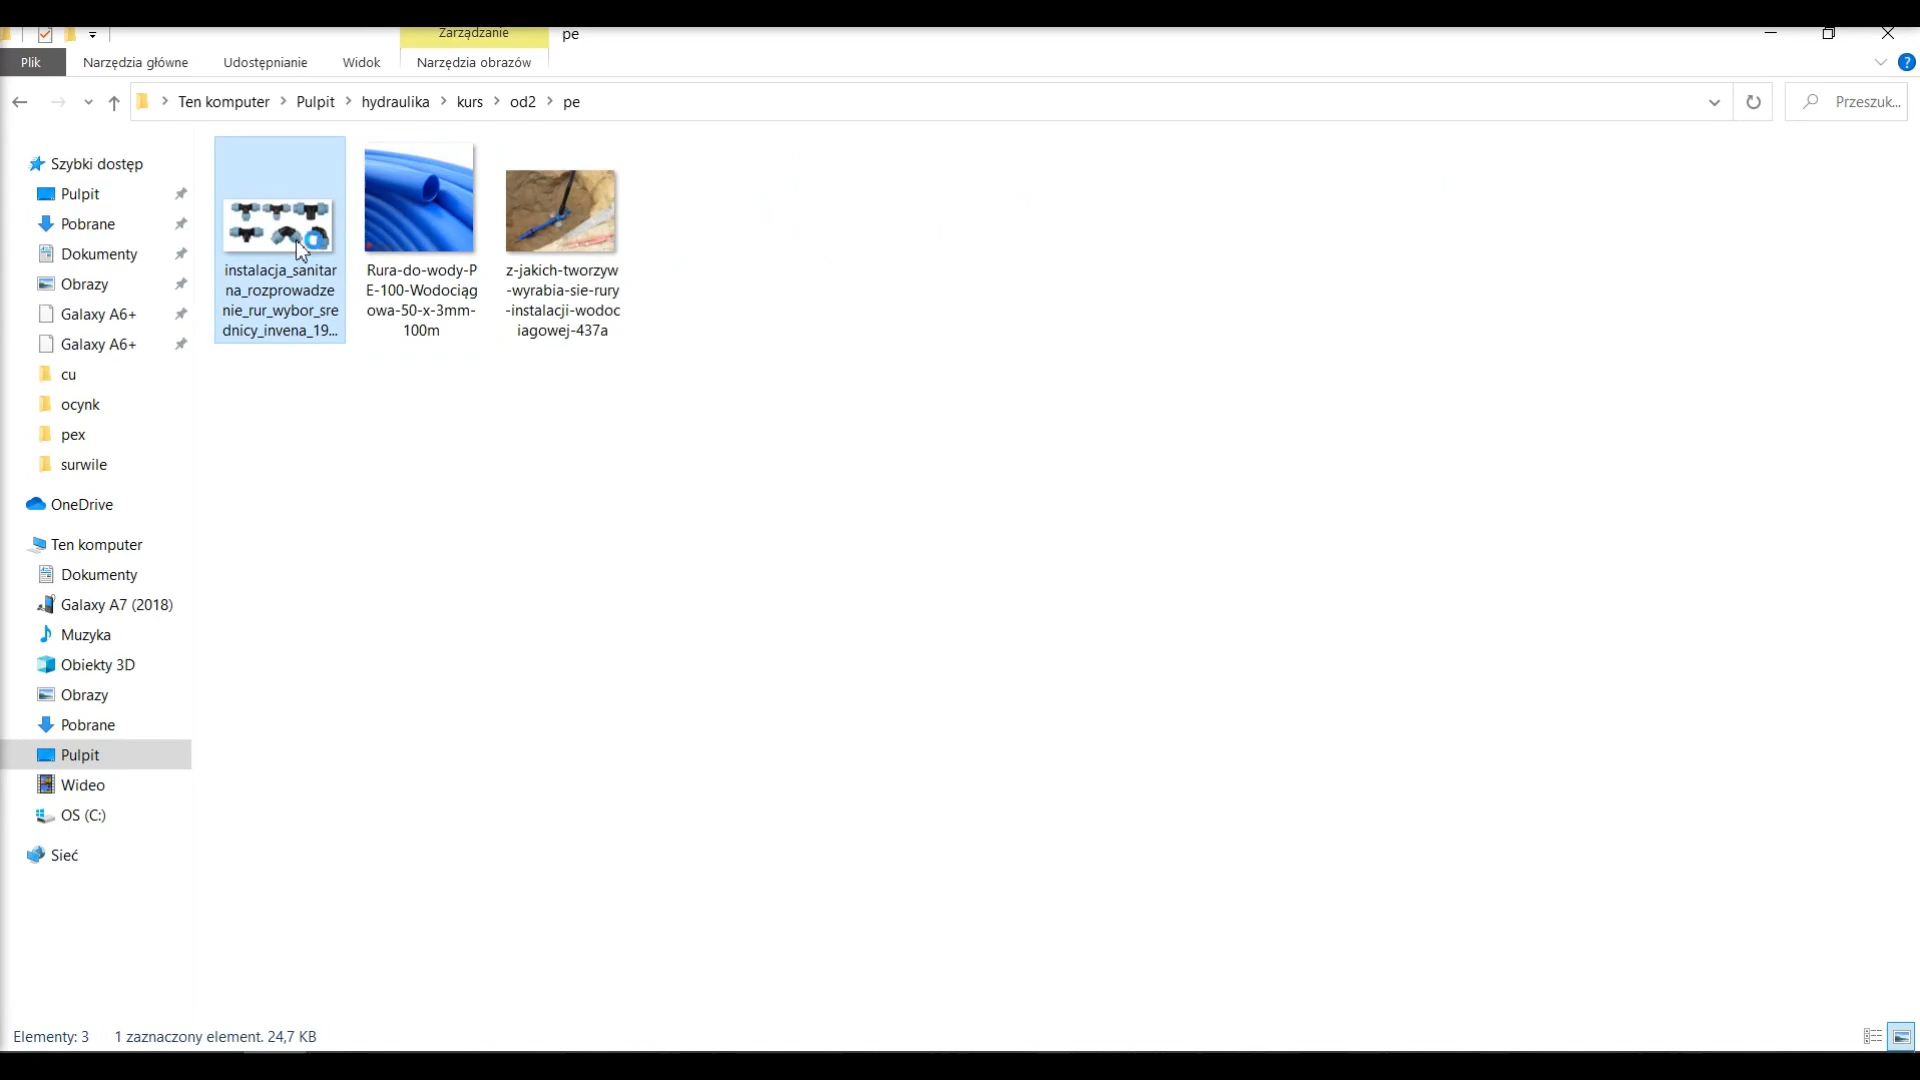 Zarządzanie
pe
Plik
Narzędzia główne
Udostępnianie
Widok
Narzędzia obrazów
?
Ten komputer
Pulpit
hydraulika
kurs
od2
pe
Przeszuk...
Szybki dostęp
Pulpit
Pobrane
Dokumenty
Obrazy
Galaxy A6+
Galaxy A6+
cu
ocynk
pex
surwile
OneDrive
Ten komputer
Dokumenty
Galaxy A7 (2018)
Muzyka
Obiekty 3D
Obrazy
Pobrane
Pulpit
Wideo
OS (C:)
Sieć
instalacja_sanitar
na_rozprowadze
nie_rur_wybor_sre
dnicy_invena_19...
Rura-do-wody-P
E-100-Wodociąg
owa-50-x-3mm-
100m
z-jakich-tworzyw
-wyrabia-sie-rury
-instalacji-wodoc
iagowej-437a
Elementy: 3
1 zaznaczony element. 24,7 KB